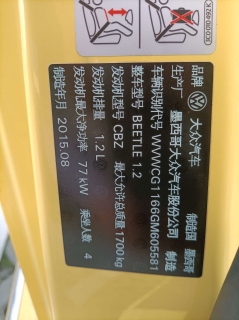 品牌 大众汽车
生产厂 墨西哥大众汽车股份公司 制造
制造国 墨西哥
车辆识别代号 WVWCG1166GM605581
整车型号 BEETLE 1.2
发动机型号 CBZ 最大允许总质量 1700kg
发动机排量 1.2L
发动机最大净功率 77kW 乘坐人数 4
制造年月 2015.08